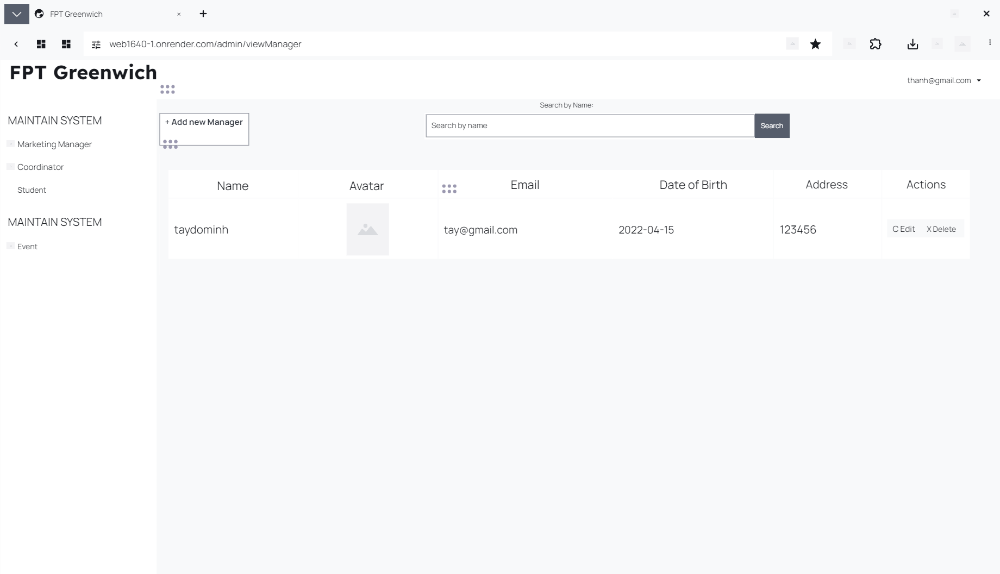 FPT Greenwich
web1640-1.onrender.com/admin/viewManager
FPT Greenwich
thanh@gmail.com
MAINTAIN SYSTEM
Marketing Manager
Coordinator
Student
MAINTAIN SYSTEM
Event
+ Add new Manager
Search by Name:
Search by name
Search
Name Avatar Email Date of Birth Address Actions
taydominh tay@gmail.com 2022-04-15 123456 C Edit X Delete